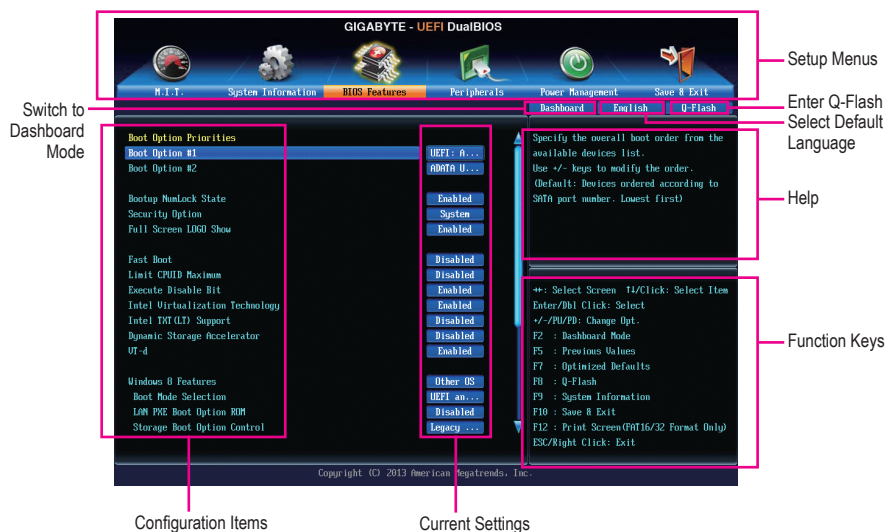 GIGABYTE - UEFI DualBIOS
Setup Menus
M.I.T. System Information BIOS Features Peripherals Power Management Save & Exit
Switch to Dashboard Mode
Dashboard English Q-Flash
Enter Q-Flash
Select Default Language
Boot Option Priorities
Boot Option #1 UEFI: A...
Boot Option #2 ADATA U...
Bootup NumLock State Enabled
Security Option System
Full Screen LOGO Show Enabled
Fast Boot Disabled
Limit CPUID Maximum Disabled
Execute Disable Bit Enabled
Intel Virtualization Technology Enabled
Intel TXT(LT) Support Disabled
Dynamic Storage Accelerator Disabled
VT-d Enabled
Windows 8 Features Other OS
Boot Mode Selection UEFI an...
LAN PXE Boot Option ROM Disabled
Storage Boot Option Control Legacy ...
Specify the overall boot order from the
available devices list.
Use +/- keys to modify the order.
(Default: Devices ordered according to
SATA port number. Lowest first)
Help
→←: Select Screen ↑↓/Click: Select Item
Enter/Dbl Click: Select
+/-/PU/PD: Change Opt.
F2 : Dashboard Mode
F5 : Previous Values
F7 : Optimized Defaults
F8 : Q-Flash
F9 : System Information
F10 : Save & Exit
F12 : Print Screen(FAT16/32 Format Only)
ESC/Right Click: Exit
Function Keys
Copyright (C) 2013 American Megatrends, Inc.
Configuration Items
Current Settings